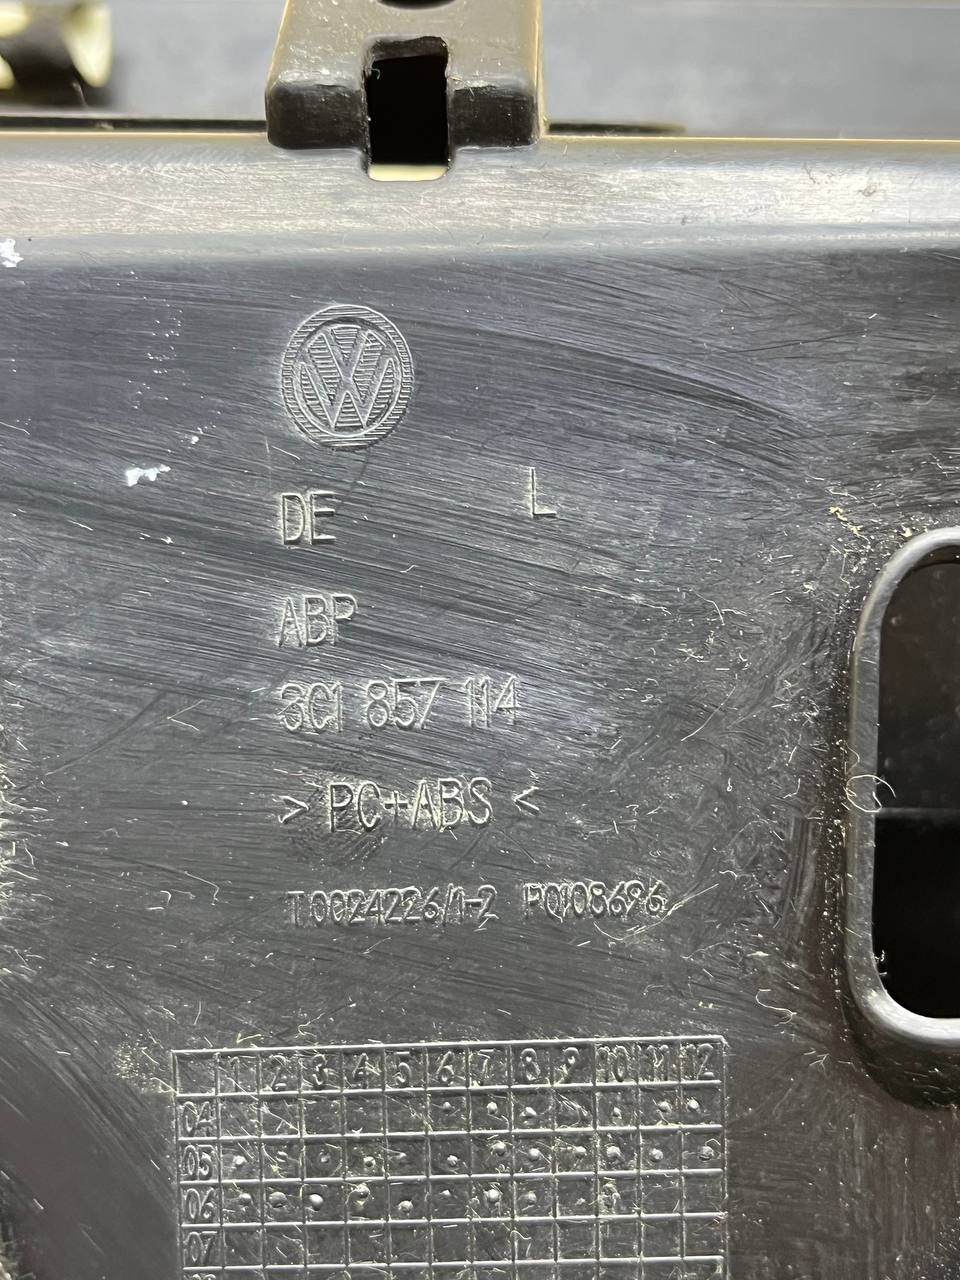 DE L
ABP
3C1 857 114
> PC+ABS <
T0024226/1-2 P0108696
1 2 3 4 5 6 7 8 9 10 11 12
04
05
06
07